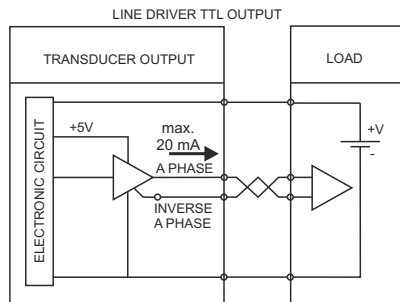 LINE DRIVER TTL OUTPUT
TRANSDUCER OUTPUT
LOAD
ELECTRONIC CIRCUIT
+5V
max.
20 mA
A PHASE
INVERSE
A PHASE
+V
-